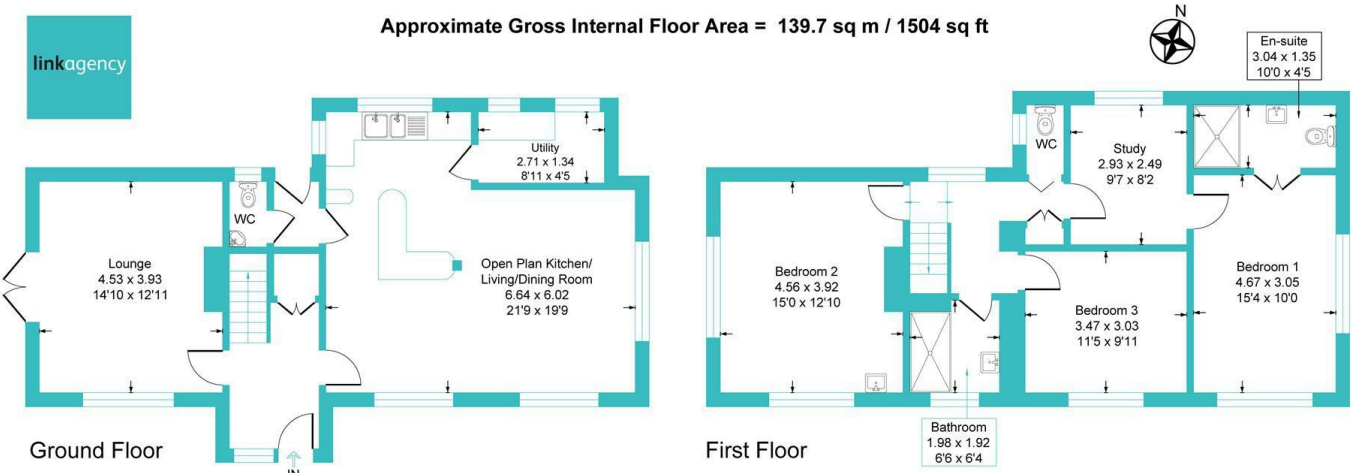 Approximate Gross Internal Floor Area = 139.7 sq m / 1504 sq ft
linkagency
N
En-suite
3.04 x 1.35
10'0 x 4'5
Utility
2.71 x 1.34
8'11 x 4'5
WC
Lounge
4.53 x 3.93
14'10 x 12'11
Open Plan Kitchen/
Living/Dining Room
6.64 x 6.02
21'9 x 19'9
Ground Floor
IN
WC
Study
2.93 x 2.49
9'7 x 8'2
Bedroom 2
4.56 x 3.92
15'0 x 12'10
Bedroom 1
4.67 x 3.05
15'4 x 10'0
Bedroom 3
3.47 x 3.03
11'5 x 9'11
First Floor
Bathroom
1.98 x 1.92
6'6 x 6'4